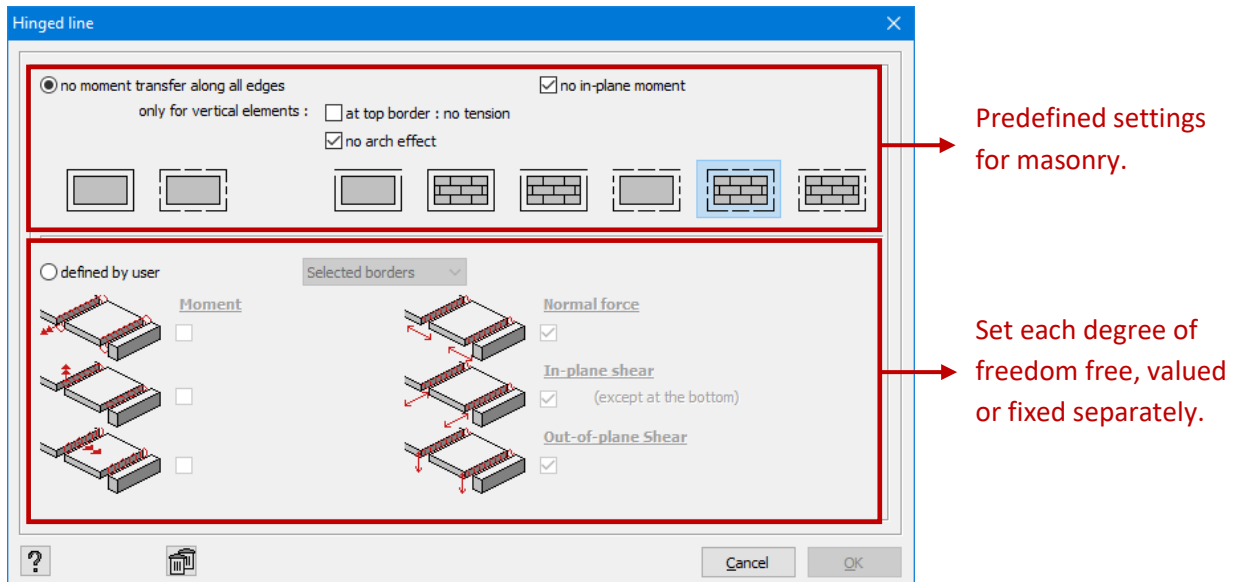 Hinged line
no moment transfer along all edges
no in-plane moment
only for vertical elements :
at top border : no tension
no arch effect
Predefined settings
for masonry.
defined by user
Selected borders
Moment
Normal force
In-plane shear
(except at the bottom)
Out-of-plane Shear
Set each degree of
freedom free, valued
or fixed separately.
?
Cancel
OK